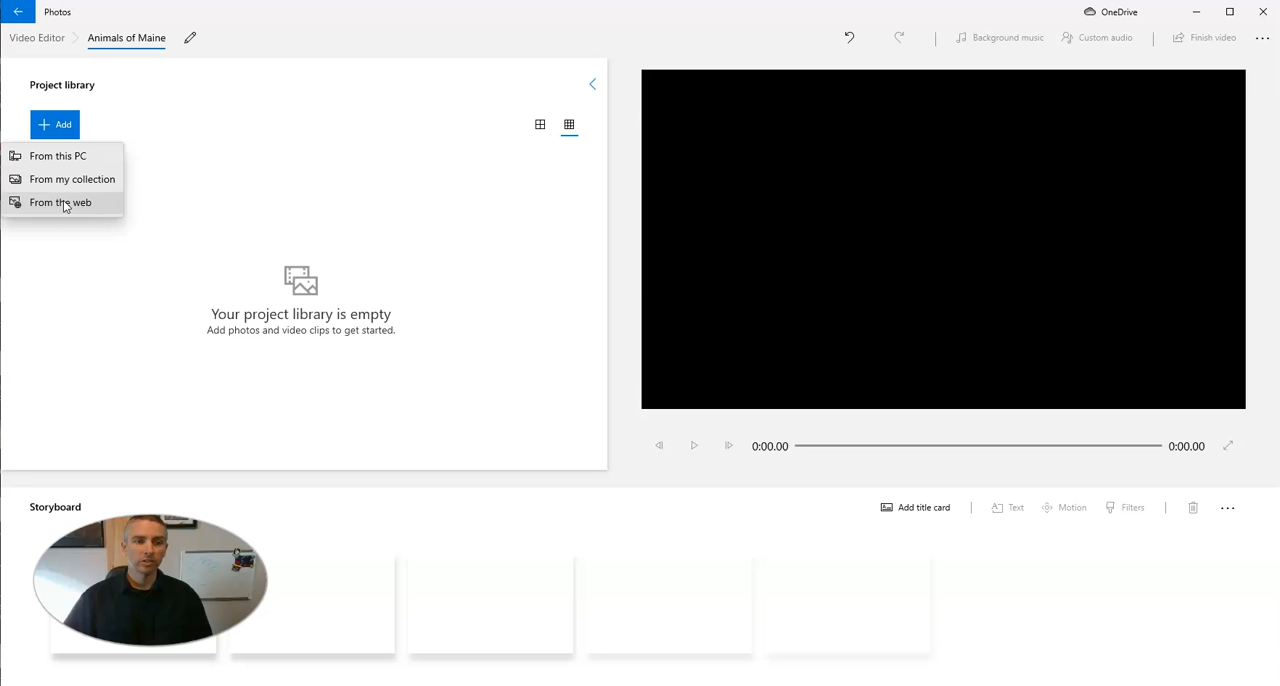 Photos
OneDrive
Video Editor
Animals of Maine
Background music
Custom audio
Finish video
Project library
Add
From this PC
From my collection
From the web
Your project library is empty
Add photos and video clips to get started.
0:00.00
0:00.00
Storyboard
Add title card
Text
Motion
Filters